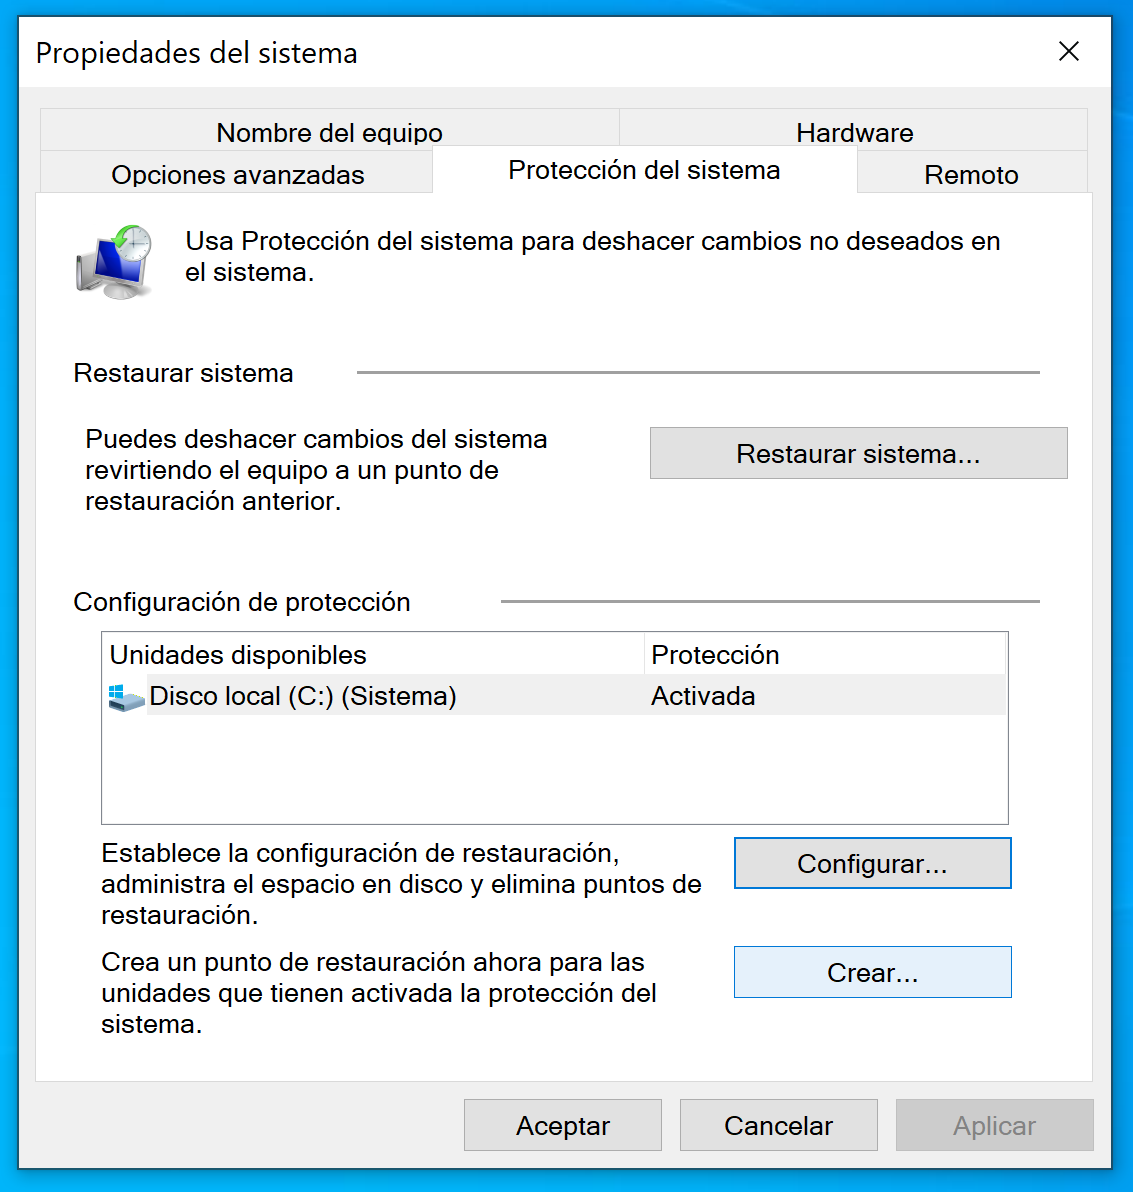 Propiedades del sistema
Nombre del equipo
Hardware
Opciones avanzadas
Protección del sistema
Remoto
Usa Protección del sistema para deshacer cambios no deseados en
el sistema.
Restaurar sistema
Puedes deshacer cambios del sistema
revirtiendo el equipo a un punto de
restauración anterior.
Restaurar sistema...
Configuración de protección
Unidades disponibles
Protección
Disco local (C:) (Sistema)
Activada
Establece la configuración de restauración,
administra el espacio en disco y elimina puntos de
restauración.
Configurar...
Crea un punto de restauración ahora para las
unidades que tienen activada la protección del
sistema.
Crear...
Aceptar
Cancelar
Aplicar